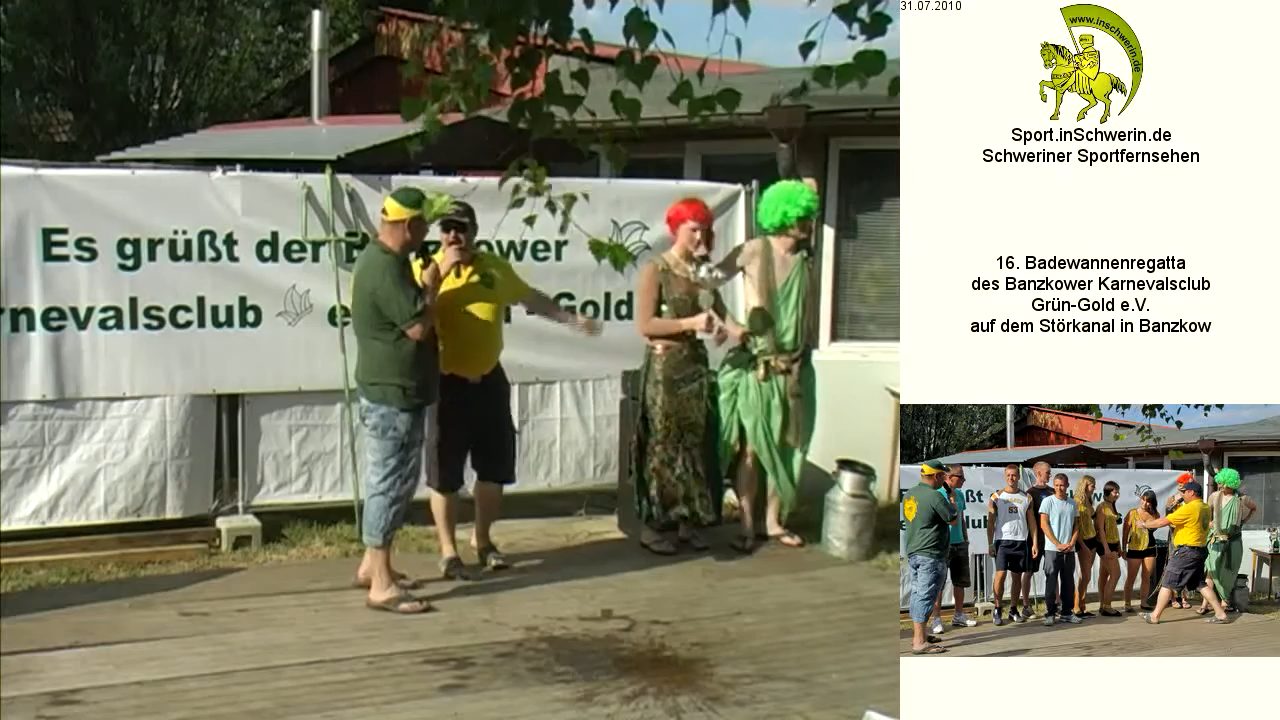 31.07.2010
www.inschwerin.de
Sport.inSchwerin.de
Schweriner Sportfernsehen
16. Badewannenregatta
des Banzkower Karnevalsclub
Grün-Gold e.V.
auf dem Störkanal in Banzkow
Es grüßt der
rnevalsclub
Gold
53